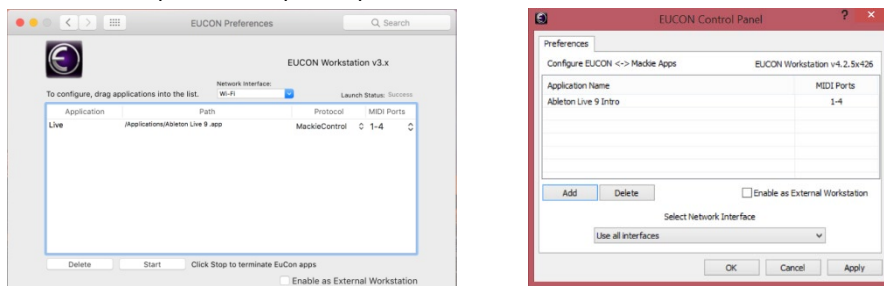 EUCON Preferences
Search
EUCON Workstation v3.x
Network Interface:
To configure, drag applications into the list.
Wi-Fi
Launch Status: Success
Application Path Protocol MIDI Ports
Live /Applications/Ableton Live 9 .app MackieControl 1-4
Delete Start Click Stop to terminate EuCon apps
Enable as External Workstation
EUCON Control Panel
Preferences
Configure EUCON <-> Mackie Apps EUCON Workstation v4.2.5x426
Application Name MIDI Ports
Ableton Live 9 Intro 1-4
Add Delete Enable as External Workstation
Select Network Interface
Use all interfaces
OK Cancel Apply